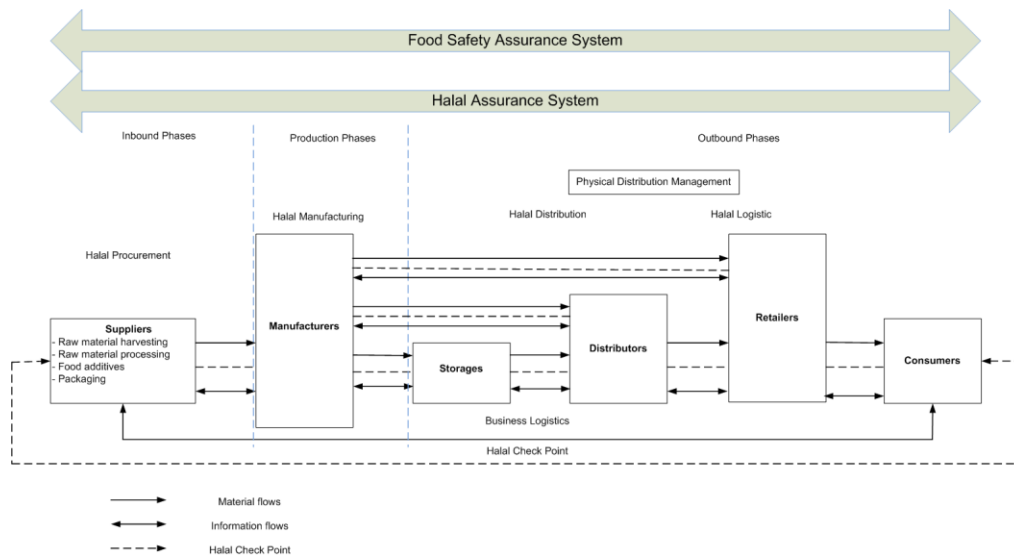 Food Safety Assurance System
Halal Assurance System
Inbound Phases
Production Phases
Outbound Phases
Physical Distribution Management
Halal Manufacturing
Halal Distribution
Halal Logistic
Halal Procurement
Suppliers
- Raw material harvesting
- Raw material processing
- Food additives
- Packaging
Manufacturers
Storages
Distributors
Retailers
Consumers
Business Logistics
Halal Check Point
Material flows
Information flows
Halal Check Point